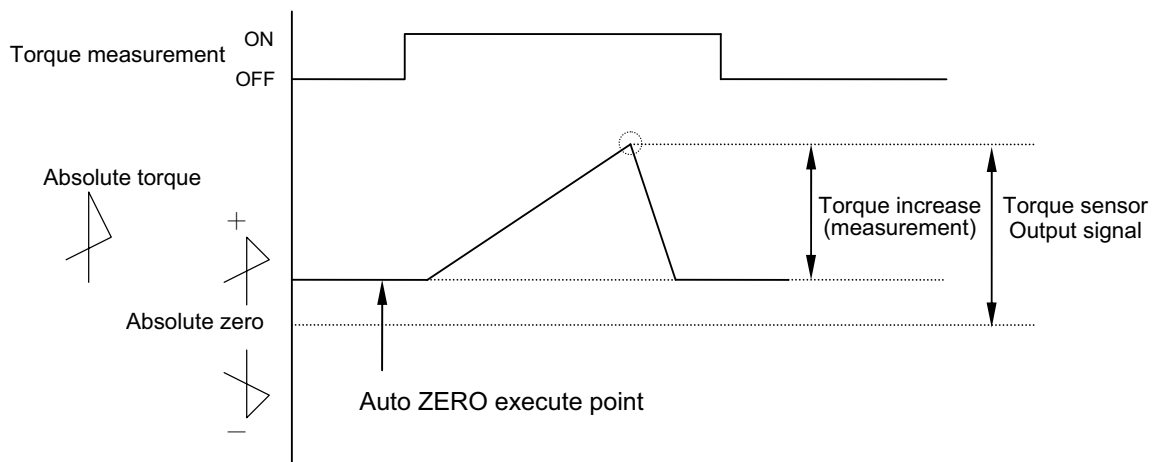 ON
Torque measurement
OFF
Absolute torque
+
Torque increase
(measurement)
Torque sensor
Output signal
Absolute zero
Auto ZERO execute point
−